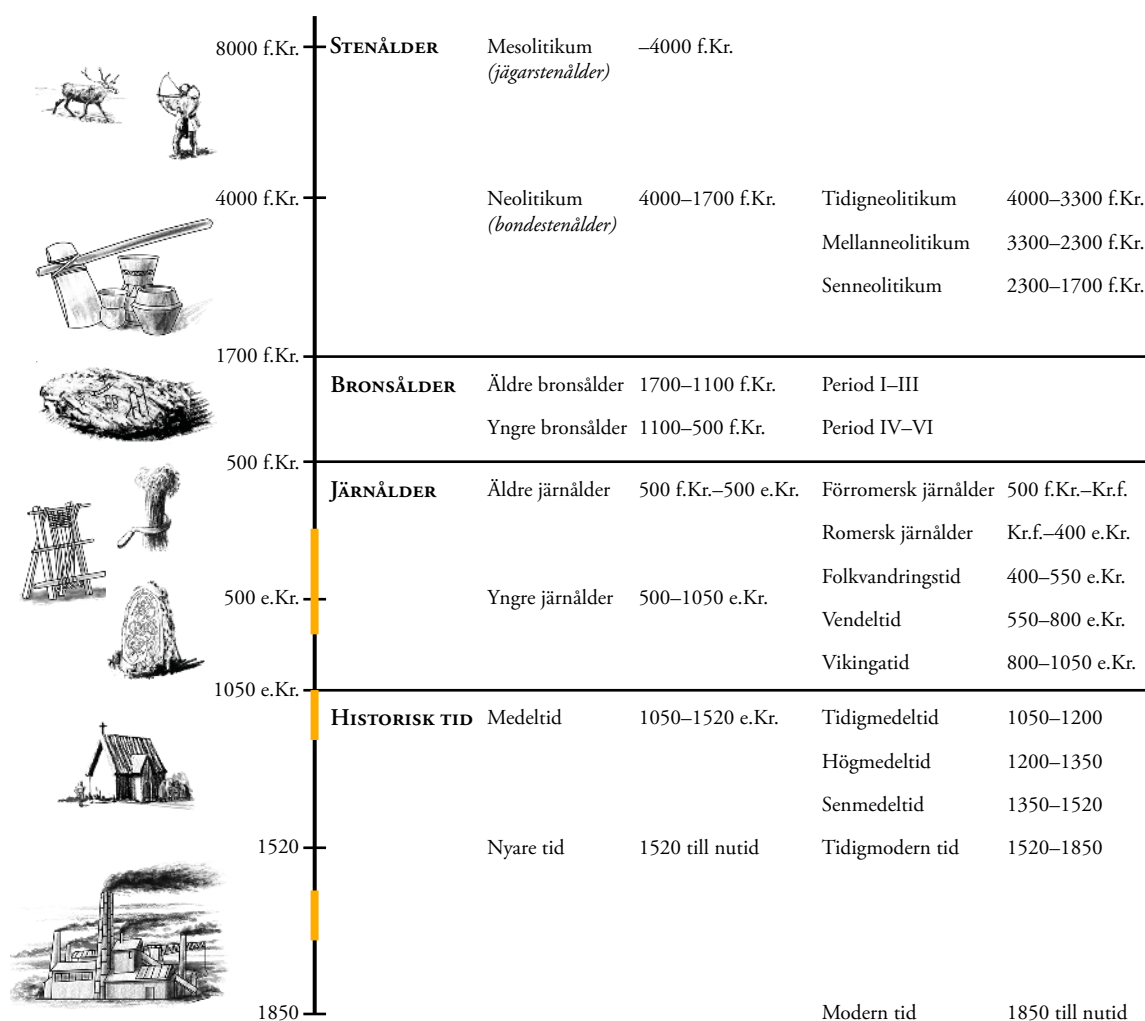 8000 f.Kr. STENÅLDER Mesolitikum –4000 f.Kr.
(jägarstenålder)
4000 f.Kr. Neolitikum 4000–1700 f.Kr. Tidigneolitikum 4000–3300 f.Kr.
(bondestenålder)
Mellanneolitikum 3300–2300 f.Kr.
Senneolitikum 2300–1700 f.Kr.
1700 f.Kr.
BRONSÅLDER Äldre bronsålder 1700–1100 f.Kr. Period I–III
Yngre bronsålder 1100–500 f.Kr. Period IV–VI
500 f.Kr.
JÄRNÅLDER Äldre järnålder 500 f.Kr.–500 e.Kr. Förromersk järnålder 500 f.Kr.–Kr.f.
Romersk järnålder Kr.f.–400 e.Kr.
Folkvandringstid 400–550 e.Kr.
500 e.Kr. Yngre järnålder 500–1050 e.Kr.
Vendeltid 550–800 e.Kr.
Vikingatid 800–1050 e.Kr.
1050 e.Kr.
HISTORISK TID Medeltid 1050–1520 e.Kr. Tidigmedeltid 1050–1200
Högmedeltid 1200–1350
Senmedeltid 1350–1520
1520 Nyare tid 1520 till nutid Tidigmodern tid 1520–1850
1850 Modern tid 1850 till nutid